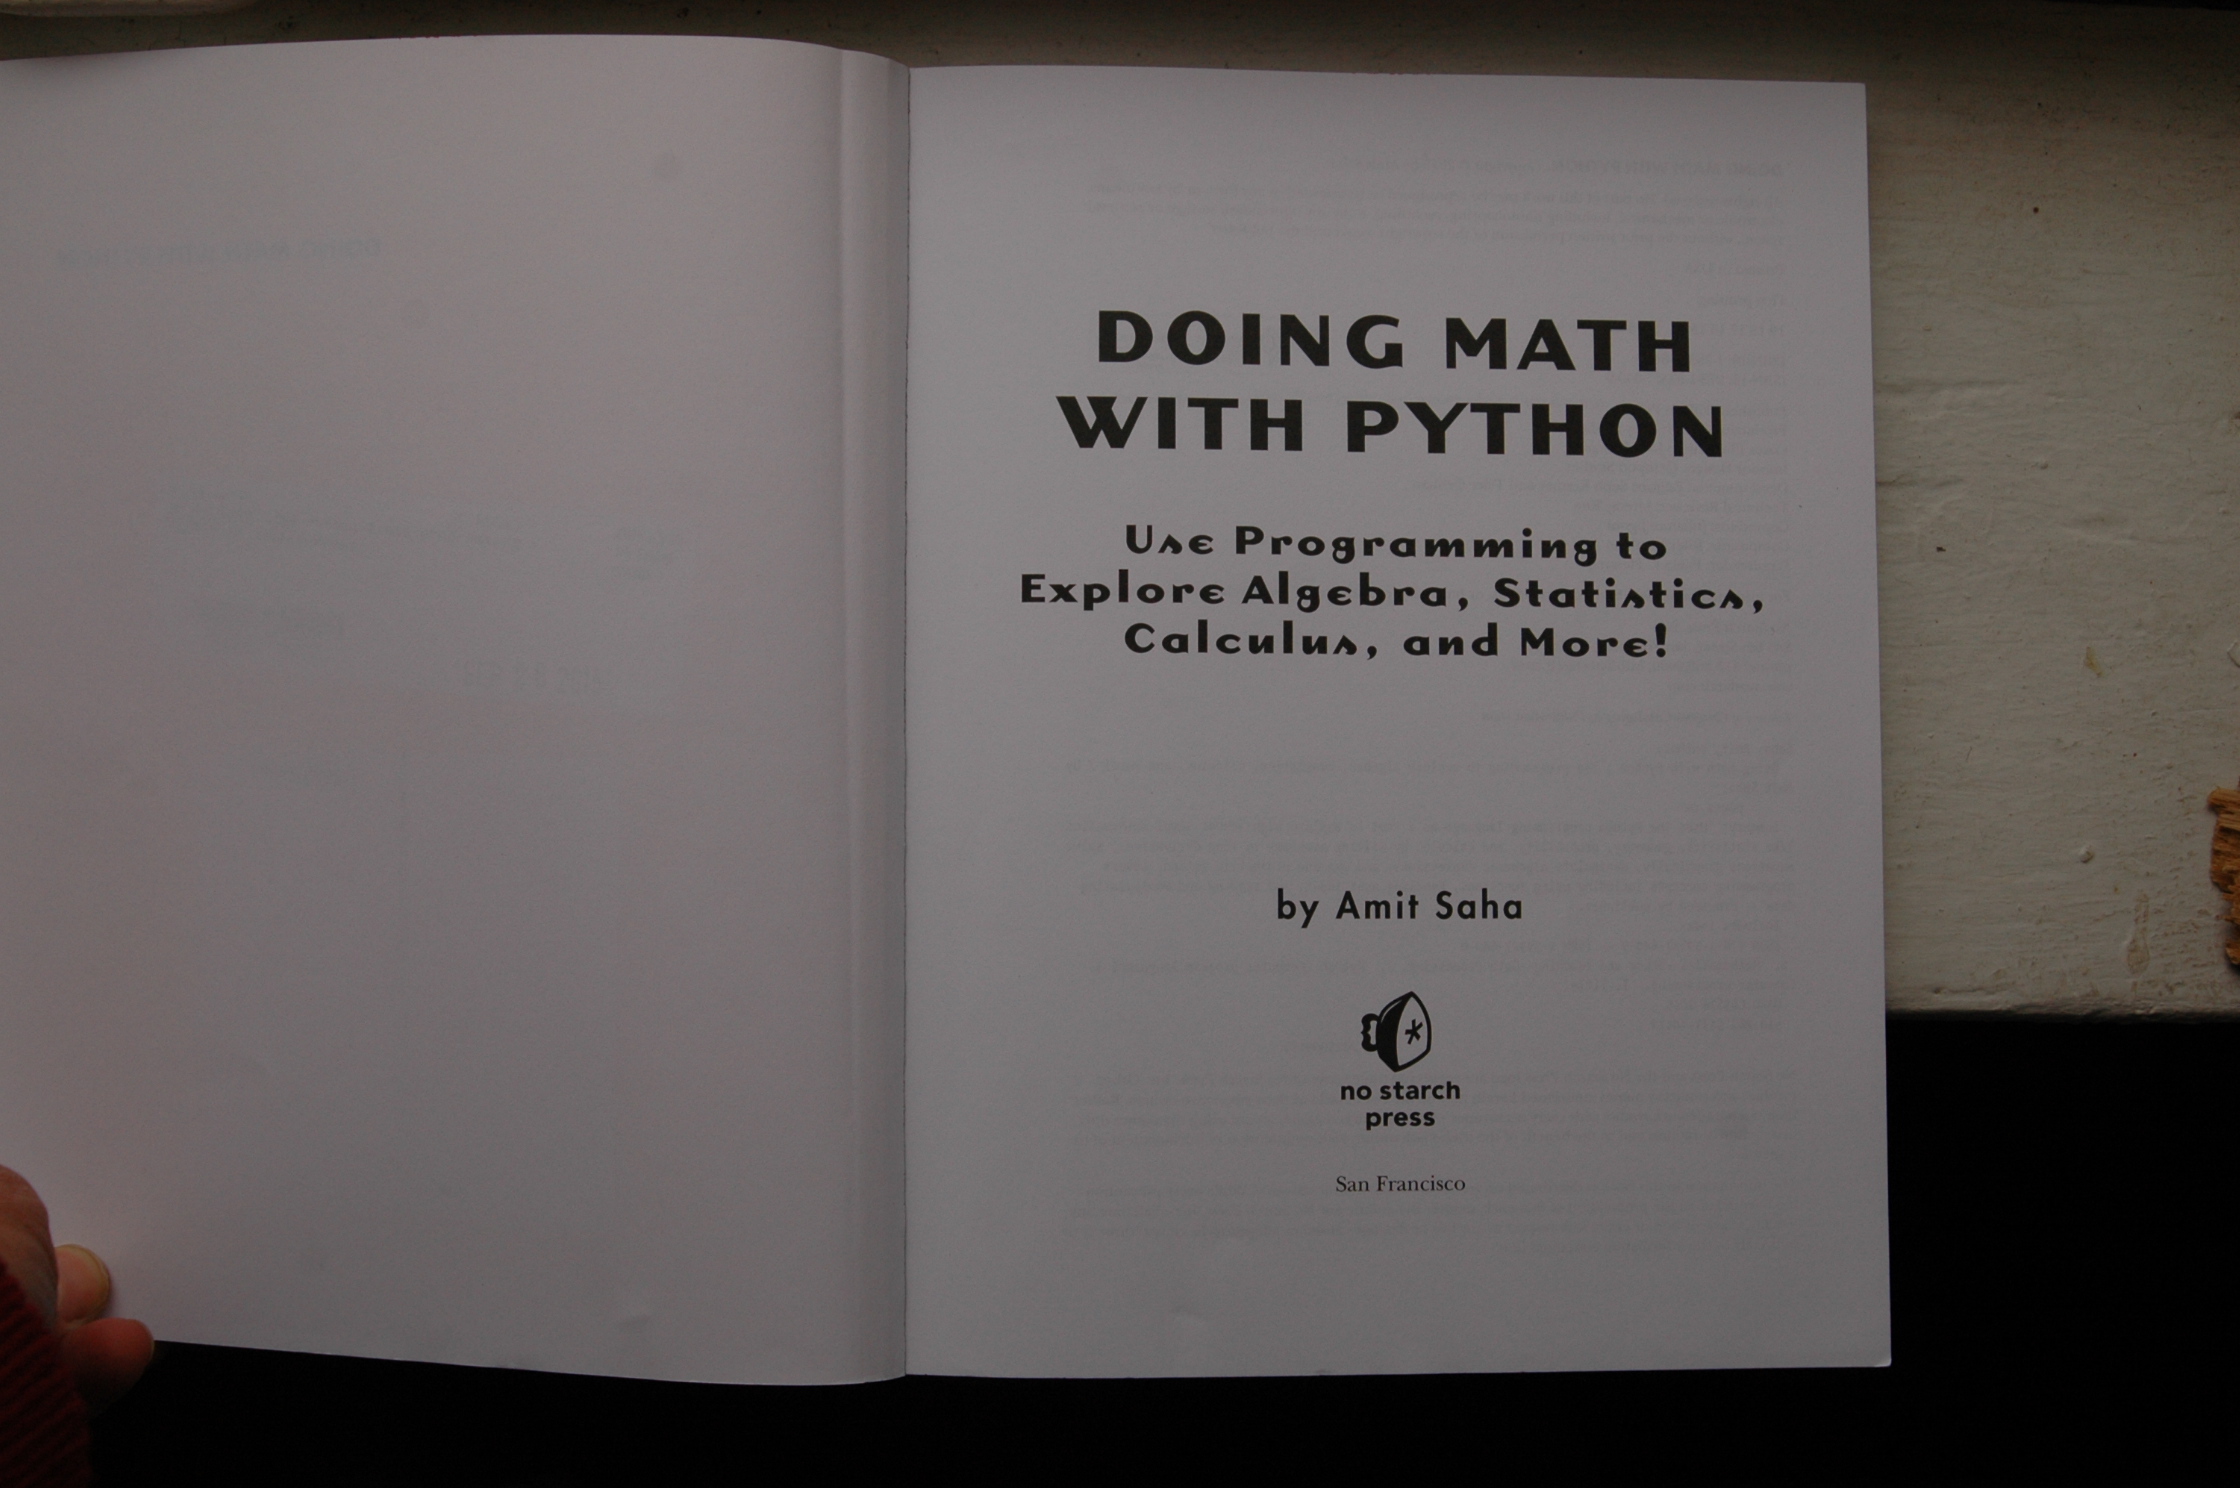 DOING MATH
WITH PYTHON
Use Programming to
Explore Algebra, Statistics,
Calculus, and More!
by Amit Saha
no starch
press
San Francisco